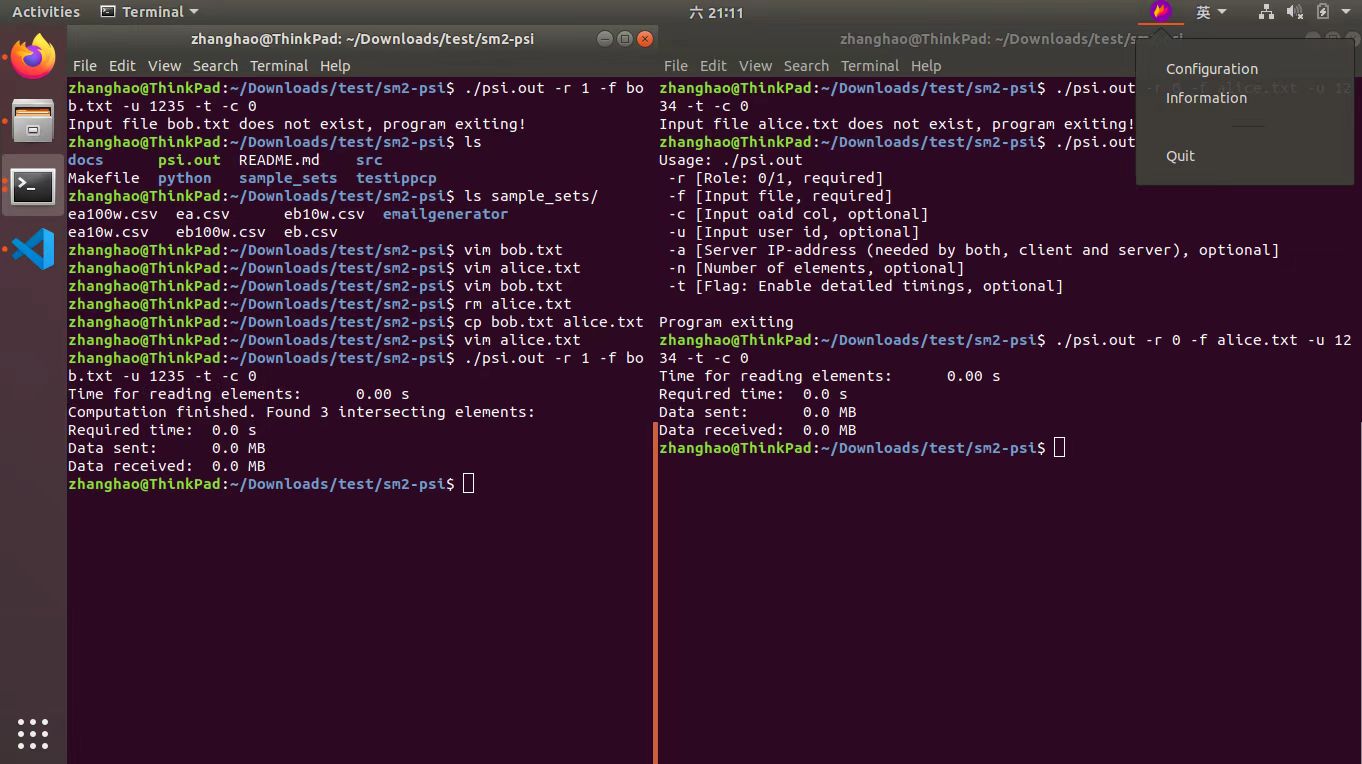 Activities Terminal 六 21:11 英
zhanghao@ThinkPad: ~/Downloads/test/sm2-psi
File Edit View Search Terminal Help
zhanghao@ThinkPad:~/Downloads/test/sm2-psi$ ./psi.out -r 1 -f bo
b.txt -u 1235 -t -c 0
Input file bob.txt does not exist, program exiting!
zhanghao@ThinkPad:~/Downloads/test/sm2-psi$ ls
docs psi.out README.md src
Makefile python sample_sets testippcp
zhanghao@ThinkPad:~/Downloads/test/sm2-psi$ ls sample_sets/
ea100w.csv ea.csv eb10w.csv emailgenerator
ea10w.csv eb100w.csv eb.csv
zhanghao@ThinkPad:~/Downloads/test/sm2-psi$ vim bob.txt
zhanghao@ThinkPad:~/Downloads/test/sm2-psi$ vim alice.txt
zhanghao@ThinkPad:~/Downloads/test/sm2-psi$ vim bob.txt
zhanghao@ThinkPad:~/Downloads/test/sm2-psi$ rm alice.txt
zhanghao@ThinkPad:~/Downloads/test/sm2-psi$ cp bob.txt alice.txt
zhanghao@ThinkPad:~/Downloads/test/sm2-psi$ vim alice.txt
zhanghao@ThinkPad:~/Downloads/test/sm2-psi$ ./psi.out -r 1 -f bo
b.txt -u 1235 -t -c 0
Time for reading elements: 0.00 s
Computation finished. Found 3 intersecting elements:
Required time: 0.0 s
Data sent: 0.0 MB
Data received: 0.0 MB
zhanghao@ThinkPad:~/Downloads/test/sm2-psi$
zhanghao@ThinkPad: ~/Downloads/test/sm2-psi
File Edit View Search Terminal Help
zhanghao@ThinkPad:~/Downloads/test/sm2-psi$ ./psi.out -r 0 -f alice.txt -u 12
34 -t -c 0
Input file alice.txt does not exist, program exiting!
zhanghao@ThinkPad:~/Downloads/test/sm2-psi$ ./psi.out
Usage: ./psi.out
-r [Role: 0/1, required]
-f [Input file, required]
-c [Input oaid col, optional]
-u [Input user id, optional]
-a [Server IP-address (needed by both, client and server), optional]
-n [Number of elements, optional]
-t [Flag: Enable detailed timings, optional]
Program exiting
zhanghao@ThinkPad:~/Downloads/test/sm2-psi$ ./psi.out -r 0 -f alice.txt -u 12
34 -t -c 0
Time for reading elements: 0.00 s
Required time: 0.0 s
Data sent: 0.0 MB
Data received: 0.0 MB
zhanghao@ThinkPad:~/Downloads/test/sm2-psi$
Configuration
Information
Quit